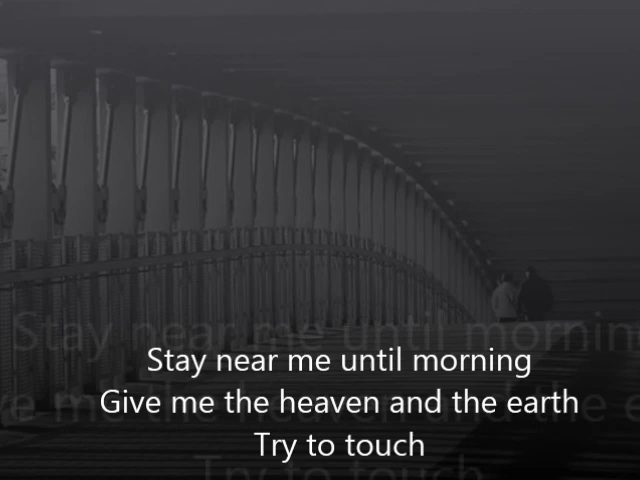 Stay near me until morning
Give me the heaven and the earth
Try to touch